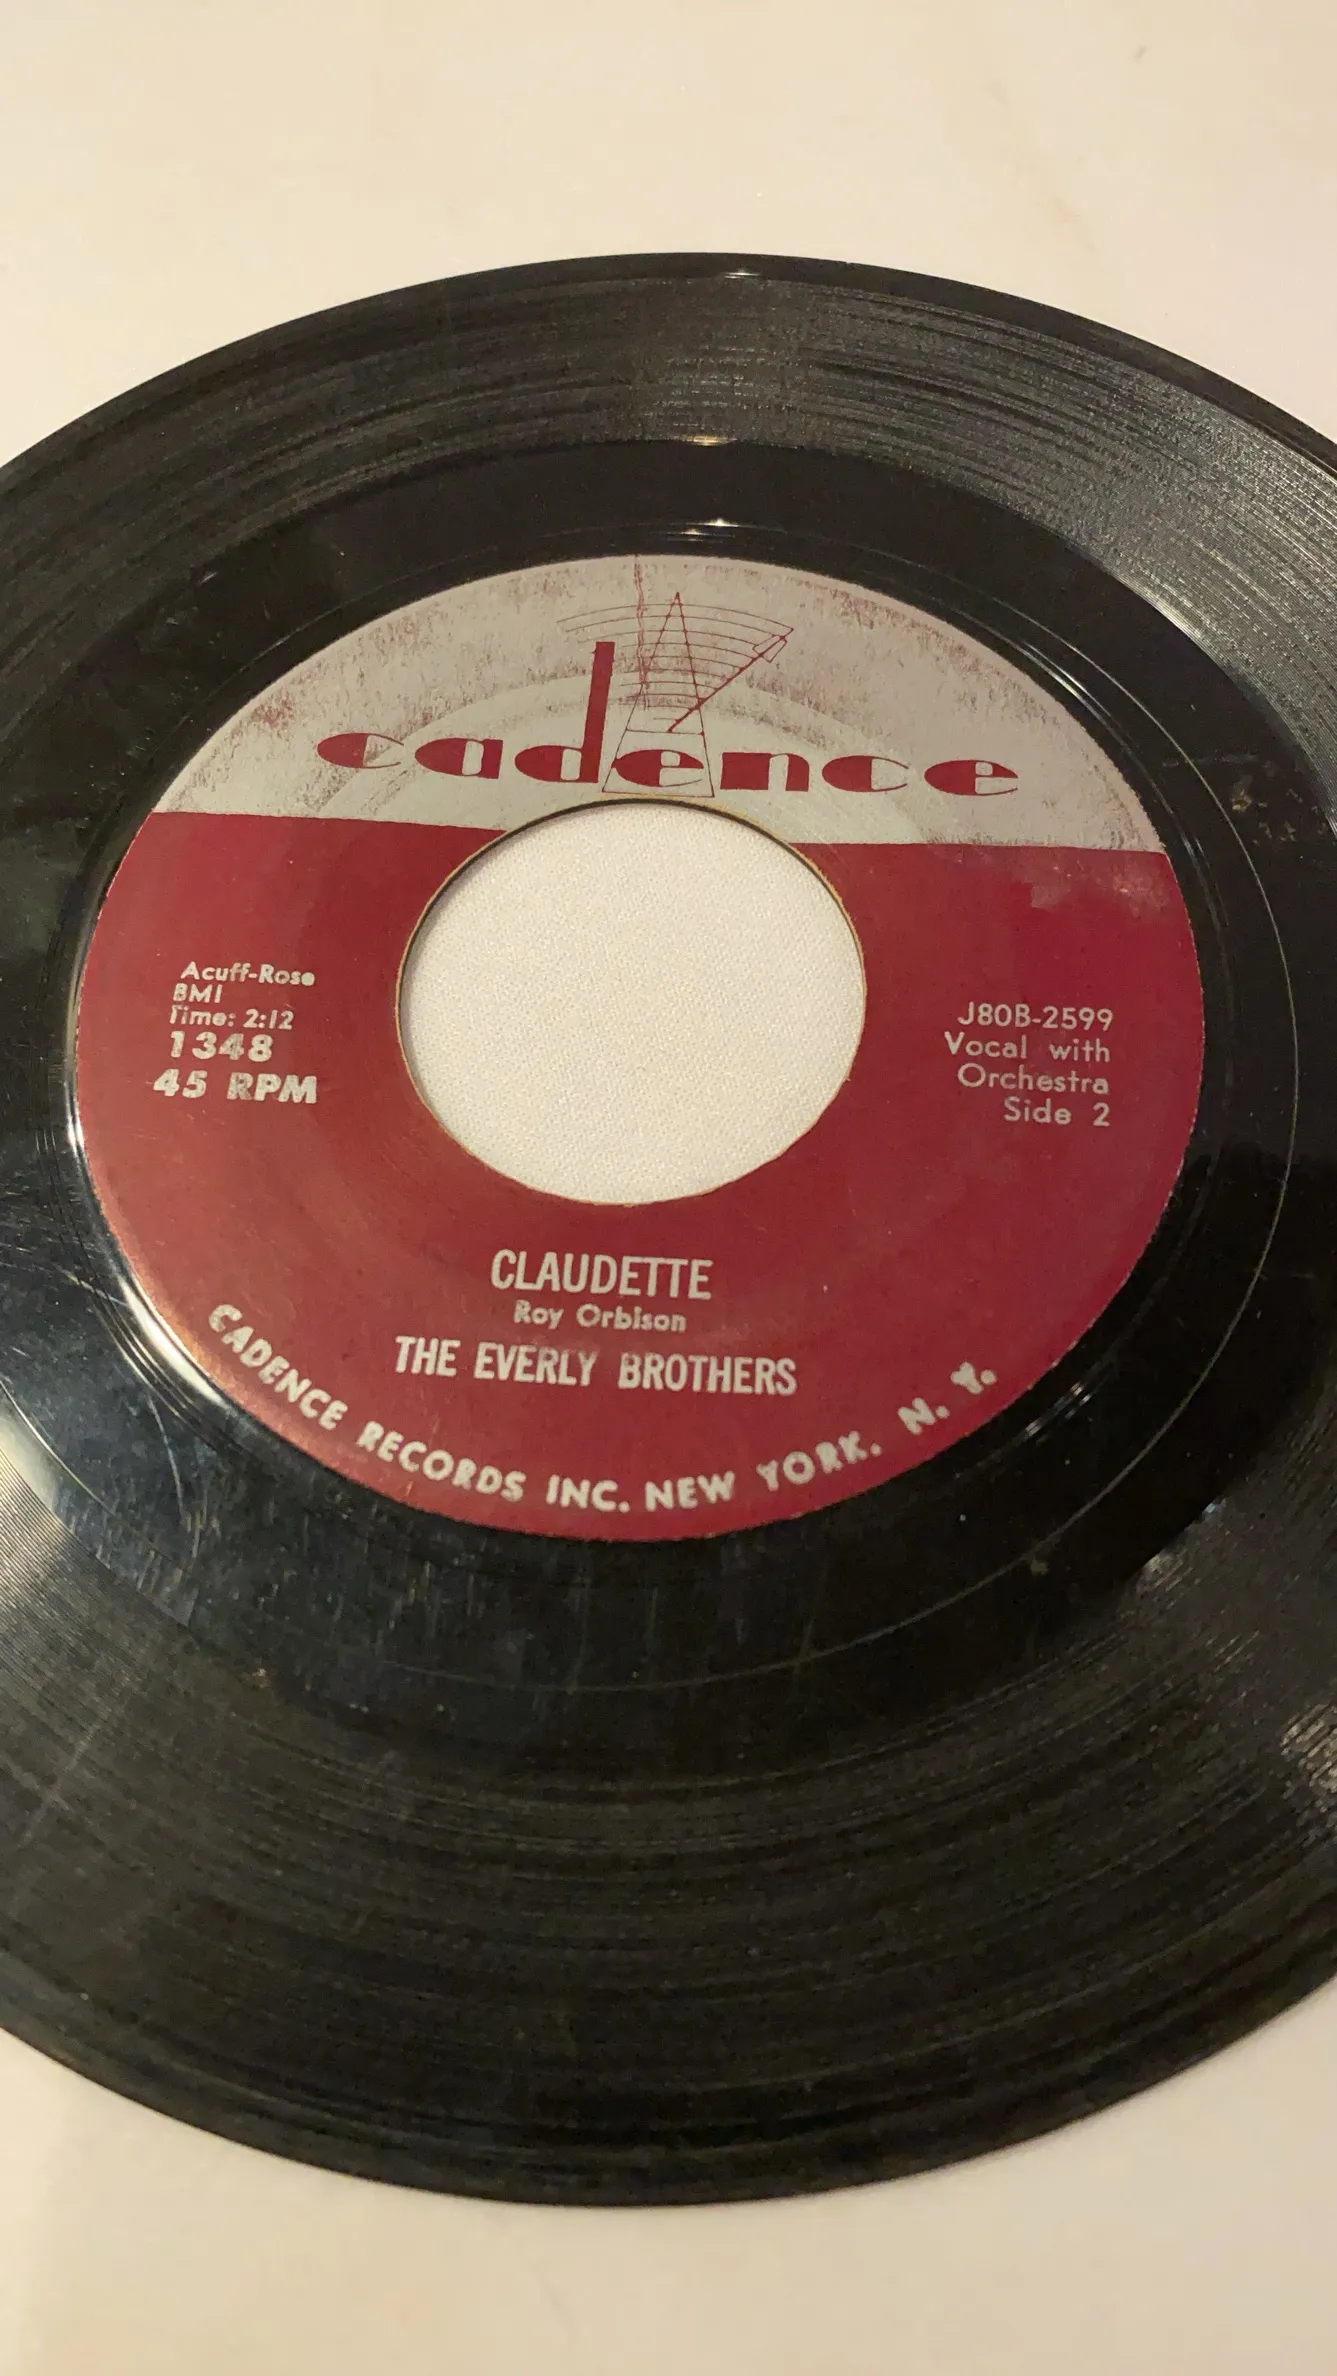 cadence
Acuff-Rose
BMI
Time: 2:12
1348
45 RPM
J80B-2599
Vocal with
Orchestra
Side 2
CLAUDETTE
Roy Orbison
THE EVERLY BROTHERS
CADENCE RECORDS INC. NEW YORK. N. Y.